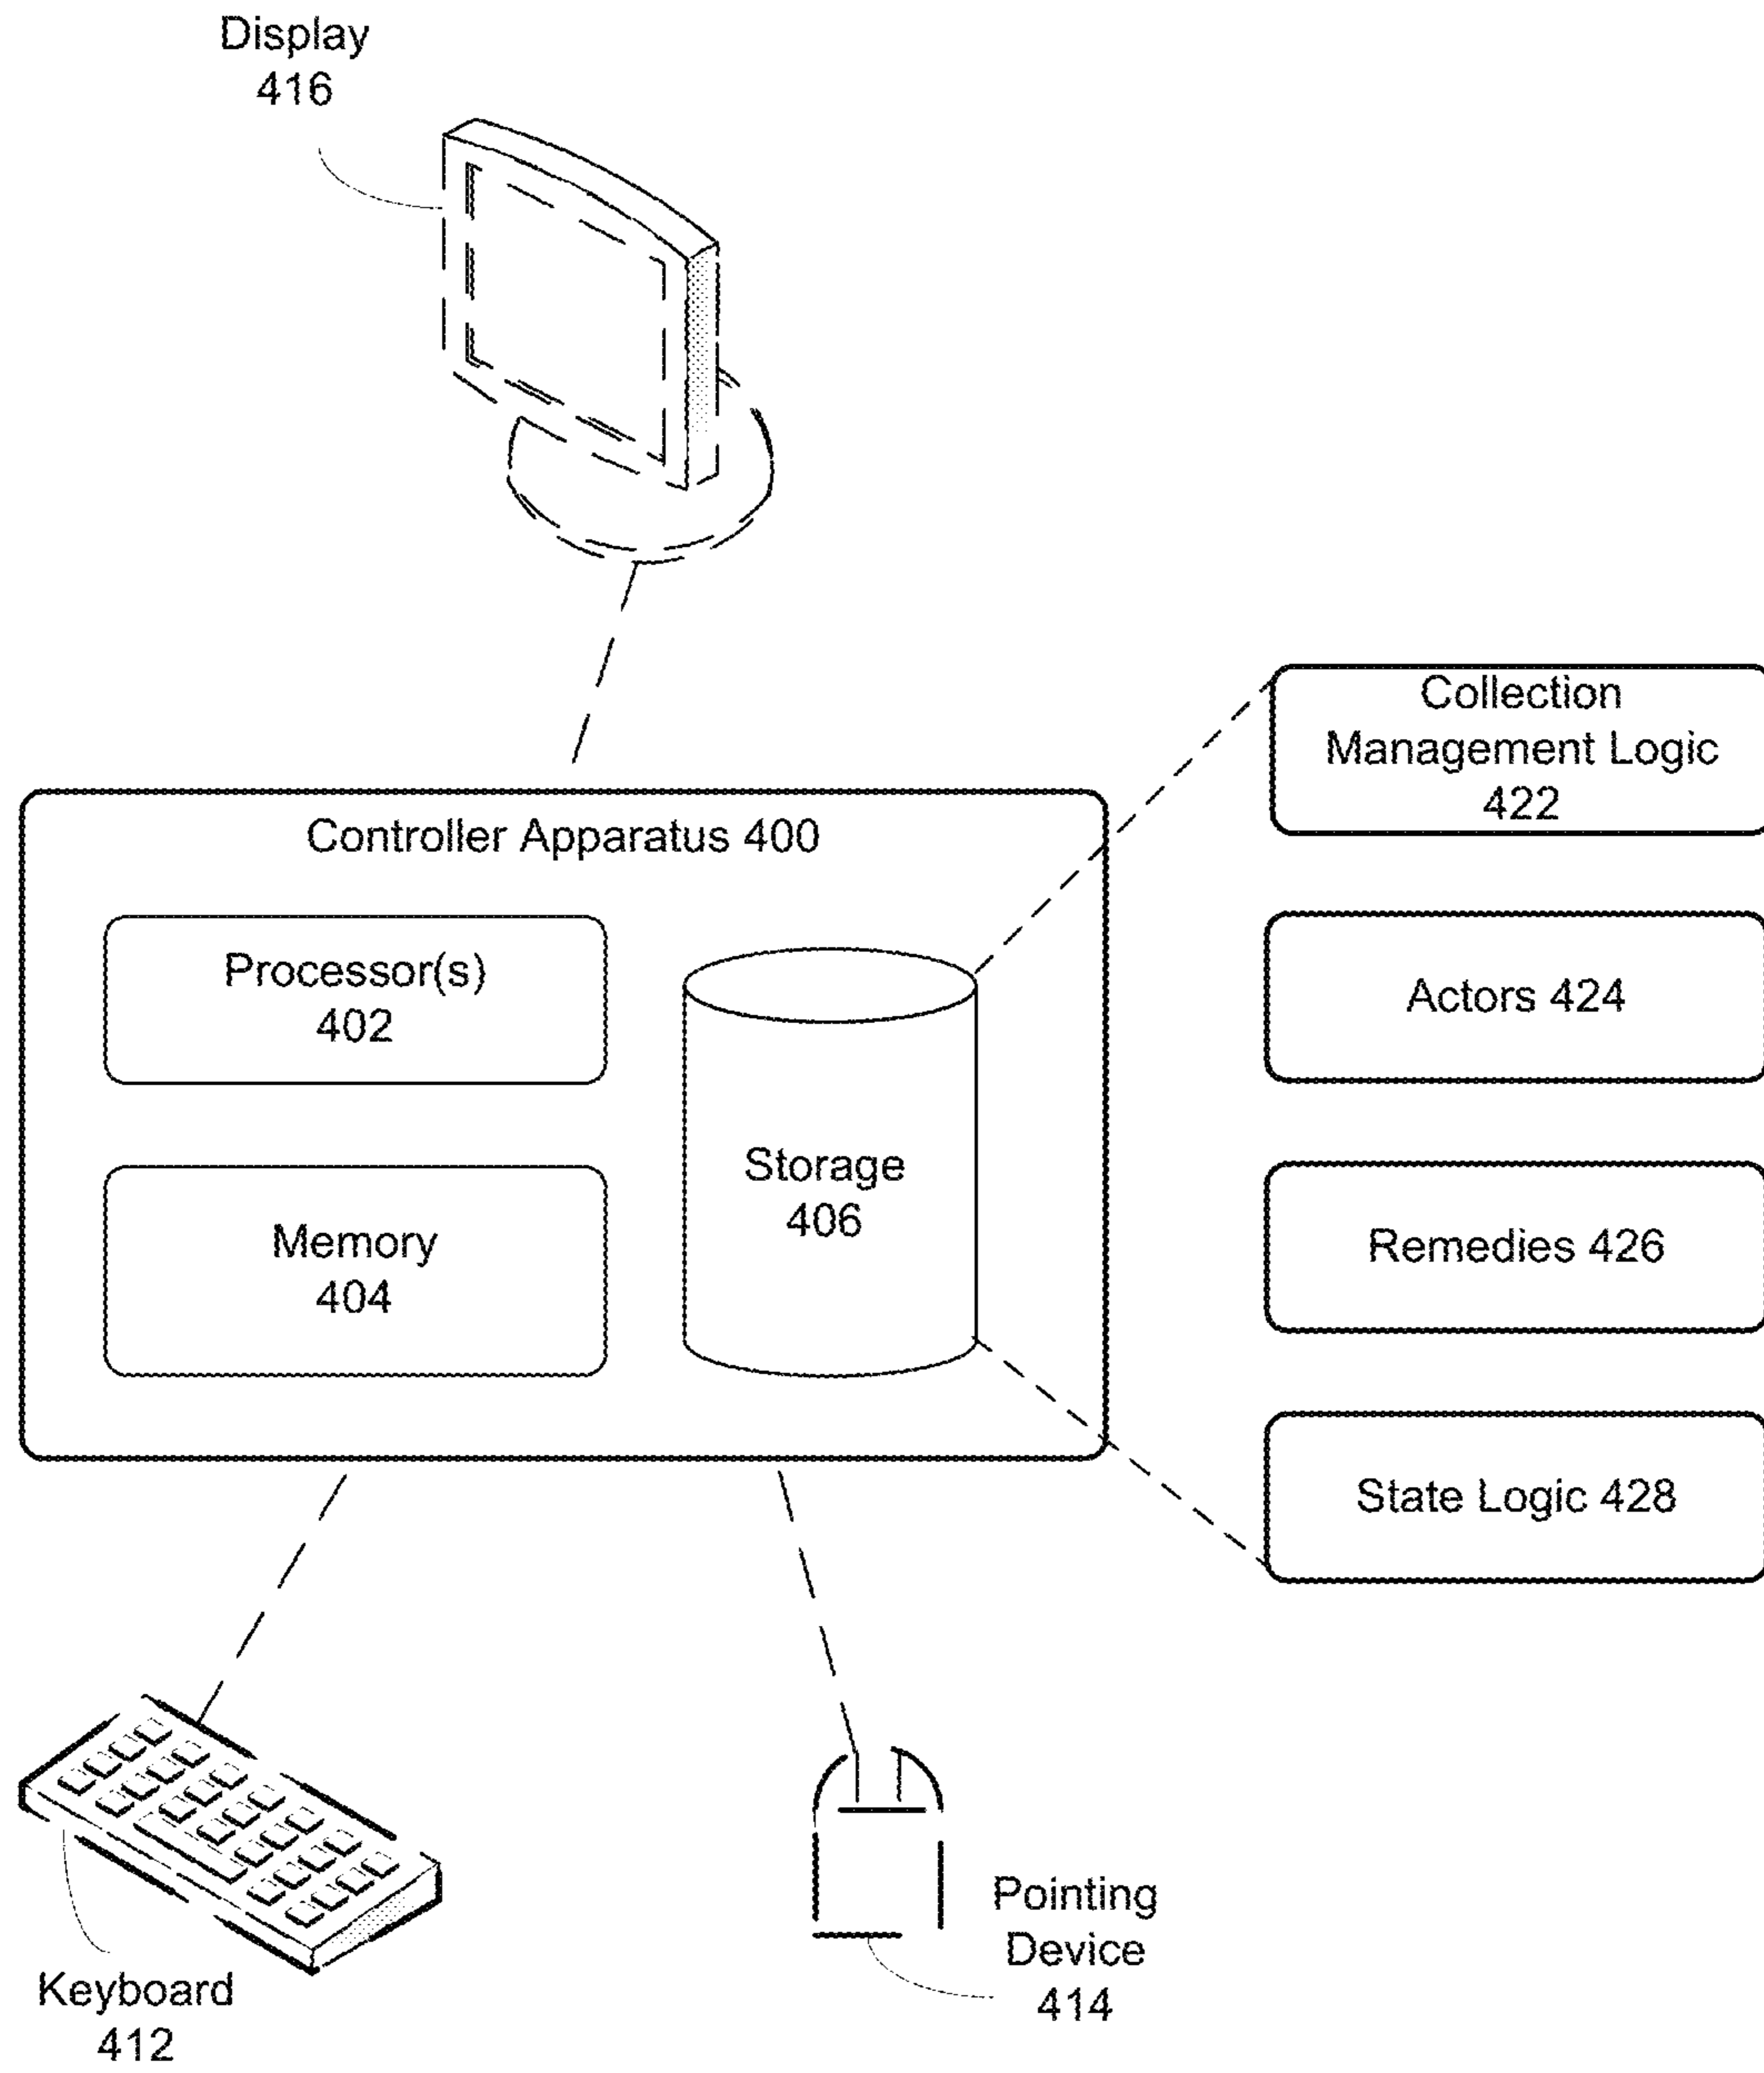 Display
416
Collection
Management Logic
422
Controller Apparatus 400
Processor(s)
402
Actors 424
Storage
406
Memory
404
Remedies 426
State Logic 428
Pointing
Device
414
Keyboard
412